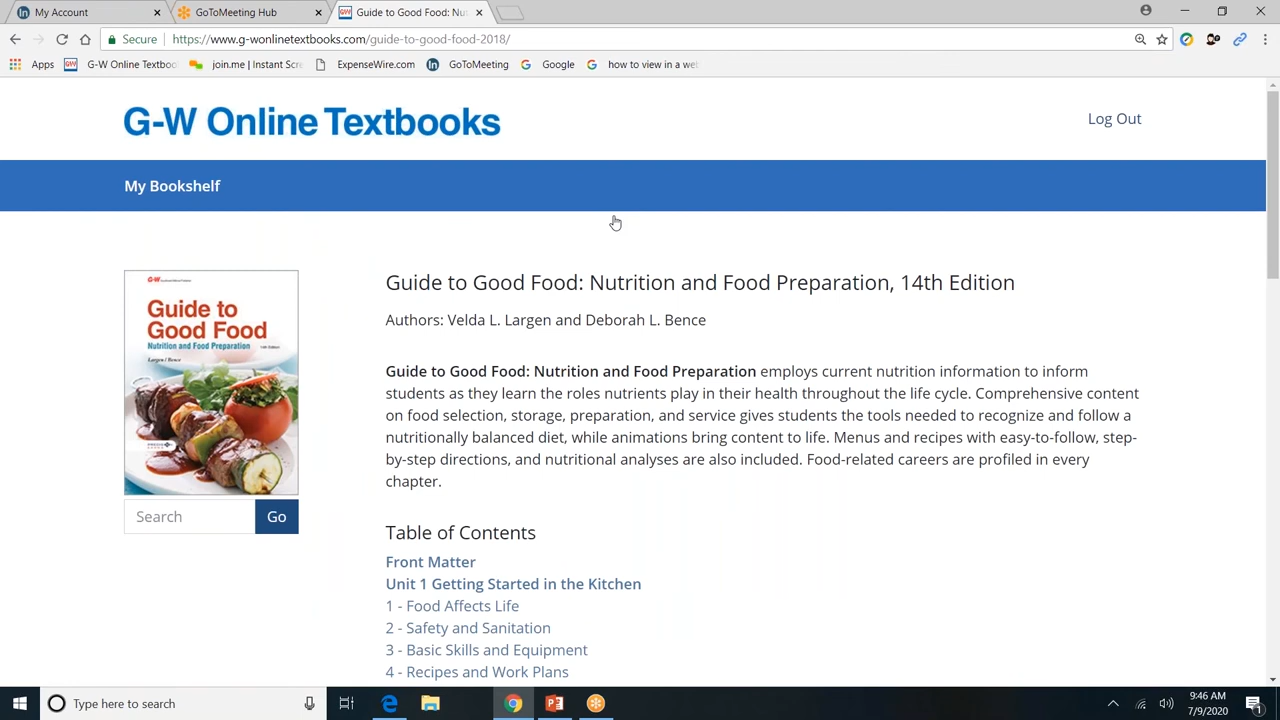 My Account
GoToMeeting Hub
Guide to Good Food: Nut
Secure
https://www.g-wonlinetextbooks.com/guide-to-good-food-2018/
Apps
G-W Online Textboo
join.me | Instant Scre
ExpenseWire.com
GoToMeeting
Google
how to view in a web
G-W Online Textbooks
Log Out
My Bookshelf
Guide to
Good Food
Nutrition and Food Preparation
14th Edition
Largen / Bence
Search
Go
Guide to Good Food: Nutrition and Food Preparation, 14th Edition
Authors: Velda L. Largen and Deborah L. Bence
Guide to Good Food: Nutrition and Food Preparation employs current nutrition information to inform
students as they learn the roles nutrients play in their health throughout the life cycle. Comprehensive content
on food selection, storage, preparation, and service gives students the tools needed to recognize and follow a
nutritionally balanced diet, while animations bring content to life. Menus and recipes with easy-to-follow, step-
by-step directions, and nutritional analyses are also included. Food-related careers are profiled in every
chapter.
Table of Contents
Front Matter
Unit 1 Getting Started in the Kitchen
1 - Food Affects Life
2 - Safety and Sanitation
3 - Basic Skills and Equipment
4 - Recipes and Work Plans
Type here to search
9:46 AM
7/9/2020